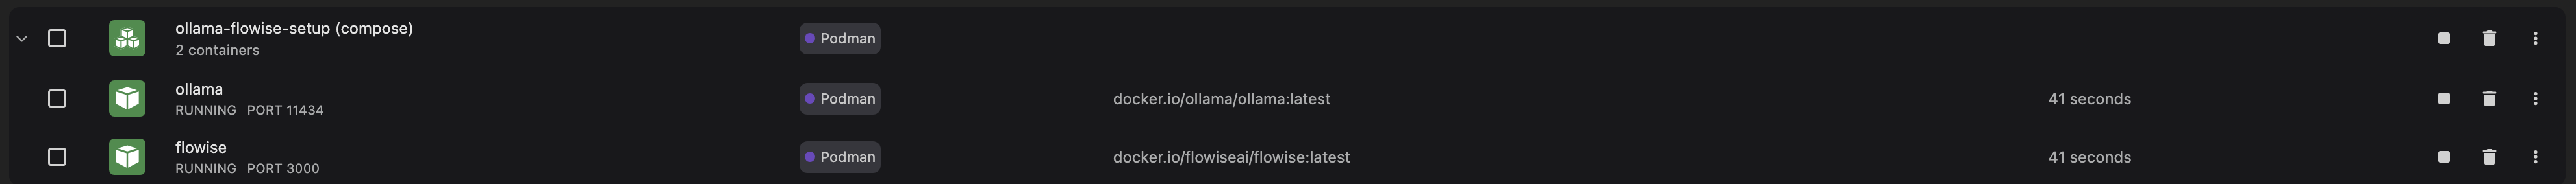 ollama-flowise-setup (compose)
2 containers
Podman
ollama
RUNNING PORT 11434
Podman
docker.io/ollama/ollama:latest
41 seconds
flowise
RUNNING PORT 3000
Podman
docker.io/flowiseai/flowise:latest
41 seconds